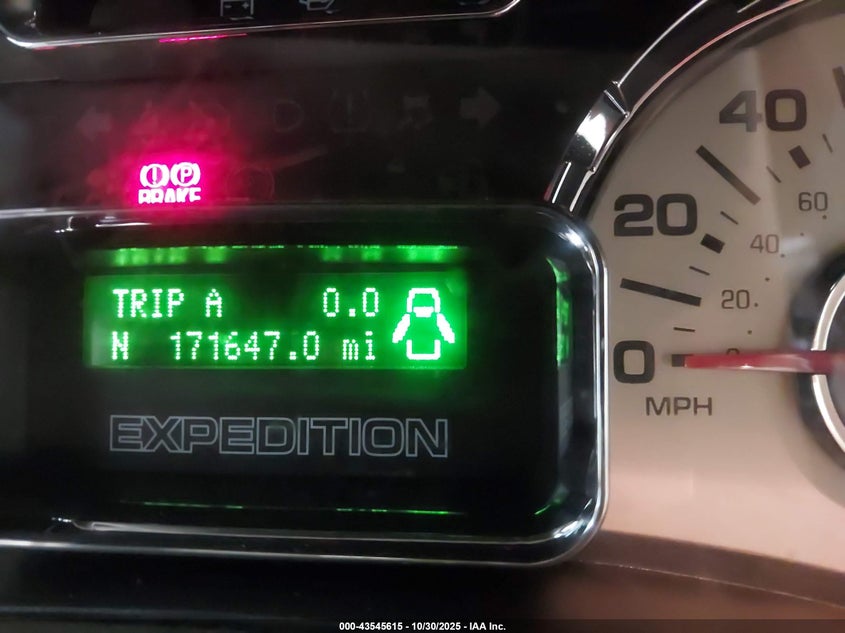 40
20
0
MPH
60
40
20
0
(!) (P)
BRAKE
TRIP A 0.0
N 171647.0 mi
EXPEDITION
000-43545615 - 10/30/2025 - IAA Inc.